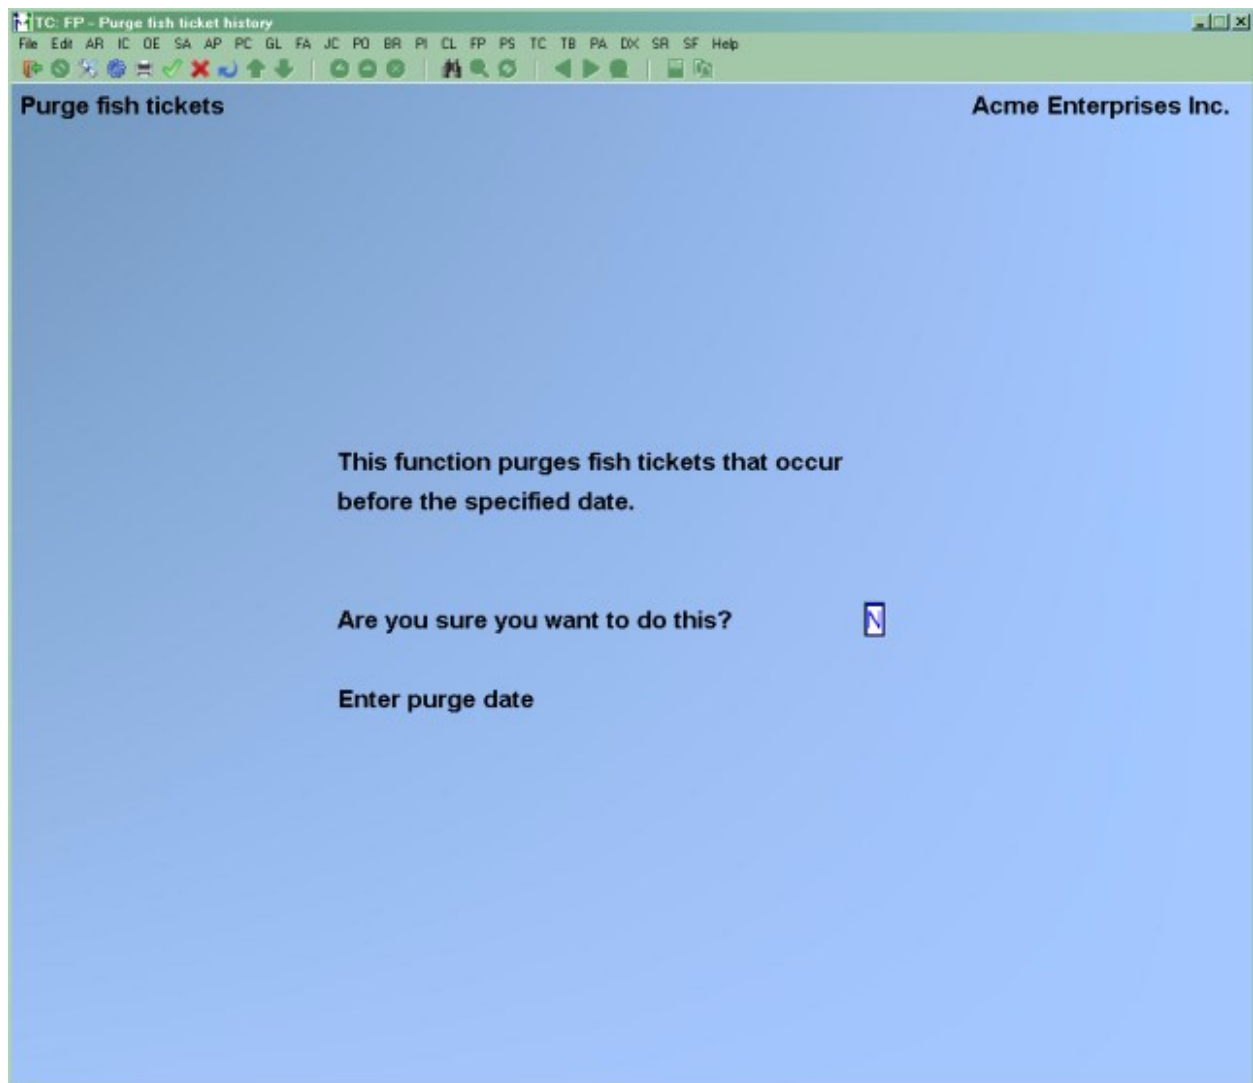 TC: FP - Purge fish ticket history
File Edit AR IC OE SA AP PC GL FA JC PO BR PI CL FP PS TC TB PA DX SR SF Help
Purge fish tickets
Acme Enterprises Inc.
This function purges fish tickets that occur
before the specified date.
Are you sure you want to do this? N
Enter purge date